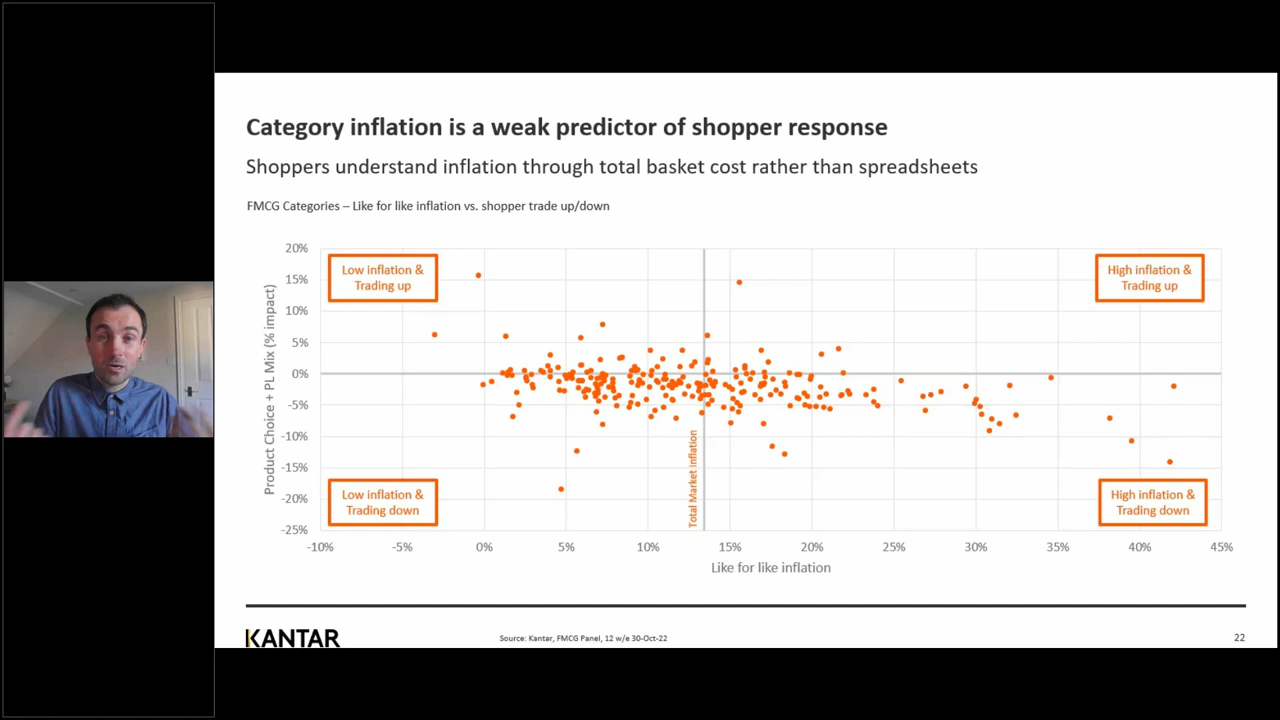 Category inflation is a weak predictor of shopper response
Shoppers understand inflation through total basket cost rather than spreadsheets
FMCG Categories – Like for like inflation vs. shopper trade up/down
Product Choice + PL Mix (% impact)
20%
15%
10%
5%
0%
-5%
-10%
-15%
-20%
-25%
Low inflation &
Trading up
High inflation &
Trading up
Low inflation &
Trading down
High inflation &
Trading down
Total Market Inflation
-10%
-5%
0%
5%
10%
15%
20%
25%
30%
35%
40%
45%
Like for like inflation
KANTAR
Source: Kantar, FMCG Panel, 12 w/e 30-Oct-22
22